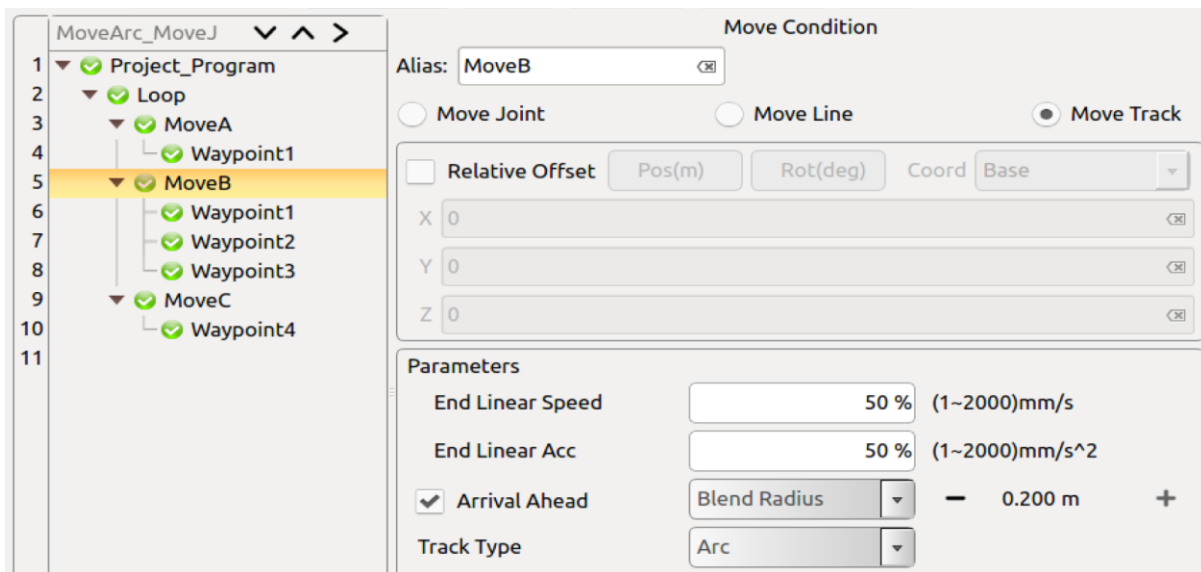 MoveArc_MoveJ
1 Project_Program
2 Loop
3 MoveA
4 Waypoint1
5 MoveB
6 Waypoint1
7 Waypoint2
8 Waypoint3
9 MoveC
10 Waypoint4
11
Move Condition
Alias: MoveB
Move Joint Move Line Move Track
Relative Offset Pos(m) Rot(deg) Coord Base
X 0
Y 0
Z 0
Parameters
End Linear Speed 50 % (1~2000)mm/s
End Linear Acc 50 % (1~2000)mm/s^2
Arrival Ahead Blend Radius − 0.200 m +
Track Type Arc